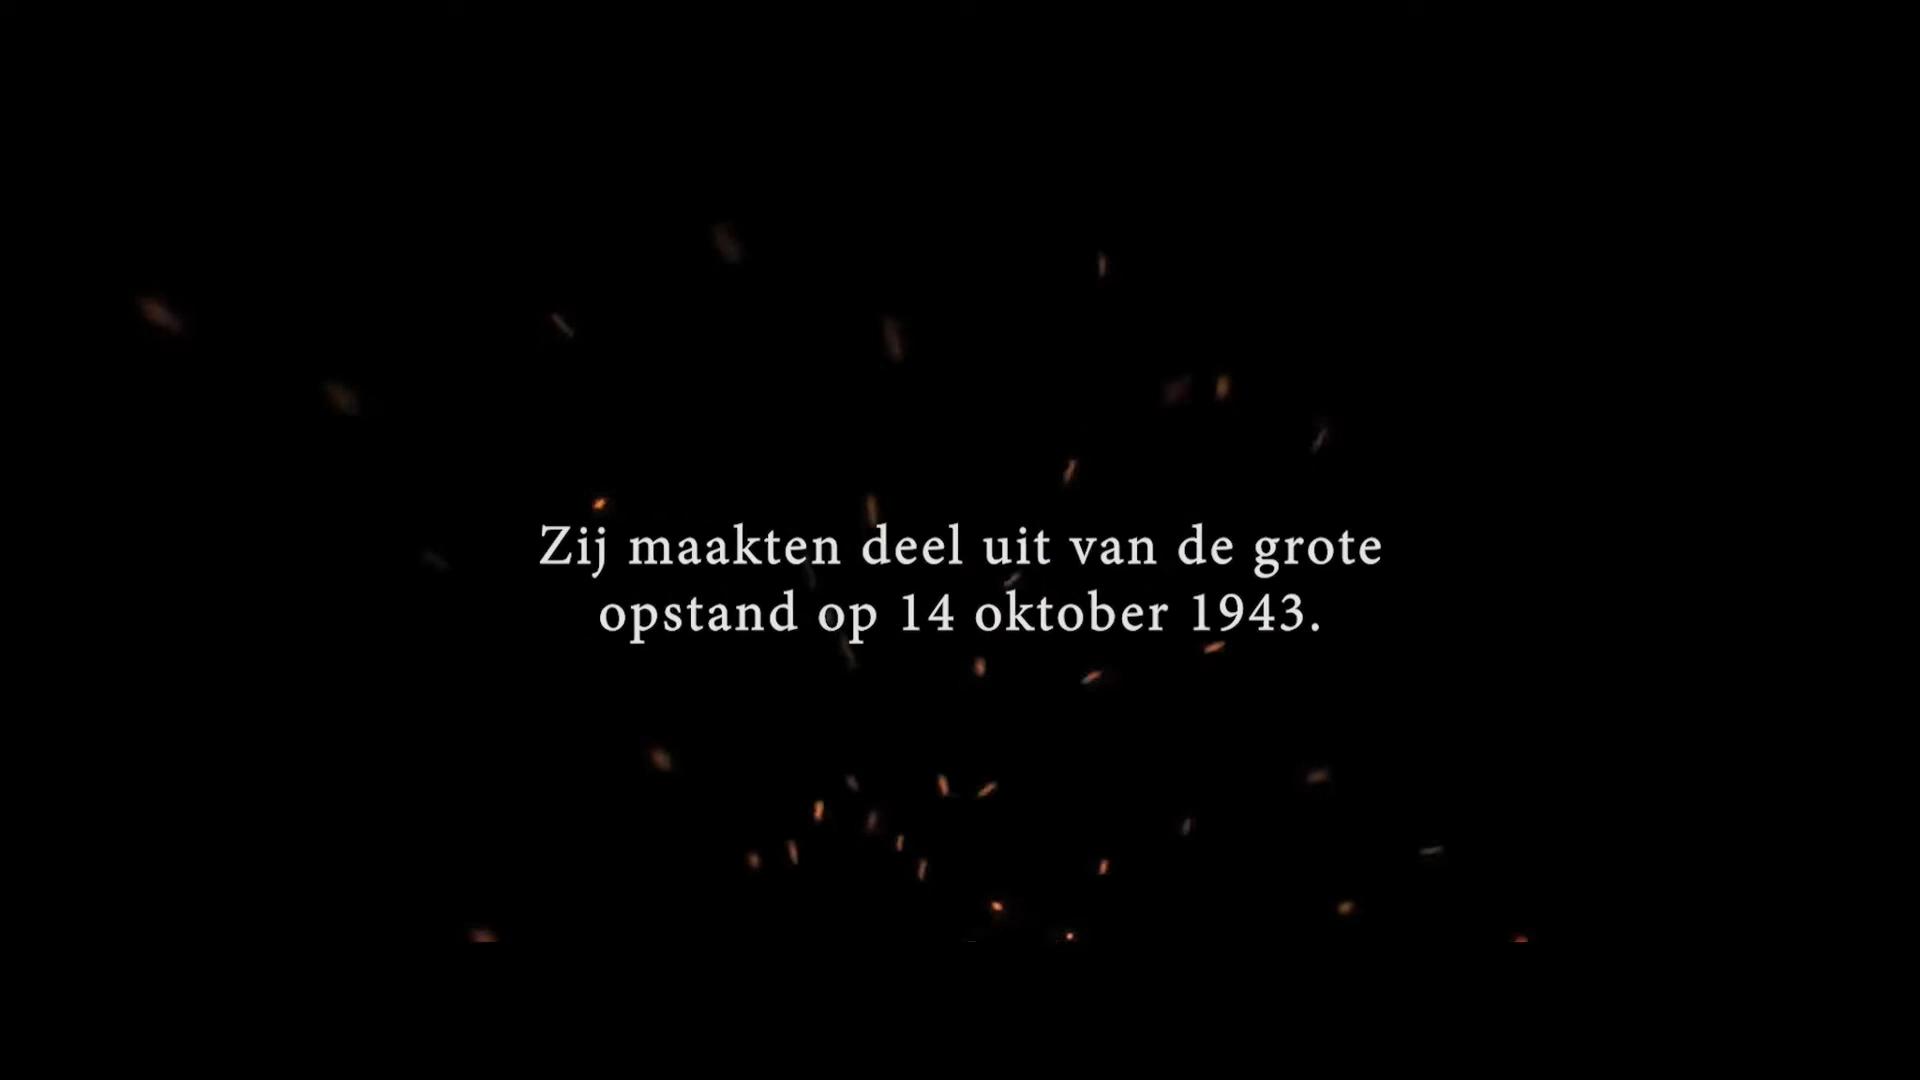 Zij maakten deel uit van de grote
opstand op 14 oktober 1943.